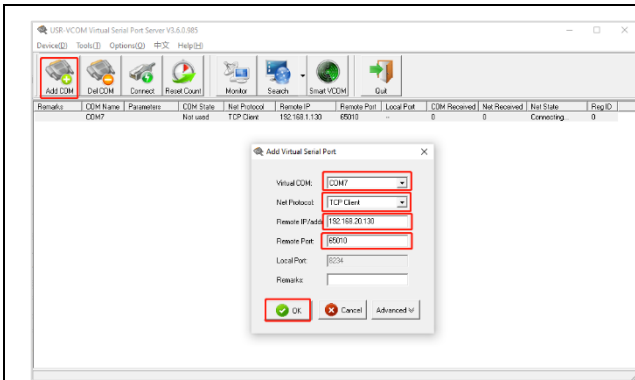 USR-VCOM Virtual Serial Port Server V3.6.0.985
Device(D) Tools(T) Options(O) 中文 Help(H)
Add COM Del COM Connect Reset Count Monitor Search Smart VCOM Quit
Remarks COM Name Parameters COM State Net Protocol Remote IP Remote Port Local Port COM Received Net Received Net State Reg ID
COM7 Not used TCP Client 192.168.1.130 65010 -- 0 0 Connecting... 0
Add Virtual Serial Port
Virtual COM: COM7
Net Protocol: TCP Client
Remote IP/addr 192.168.20.130
Remote Port: 65010
Local Port: 8234
Remarks:
OK Cancel Advanced